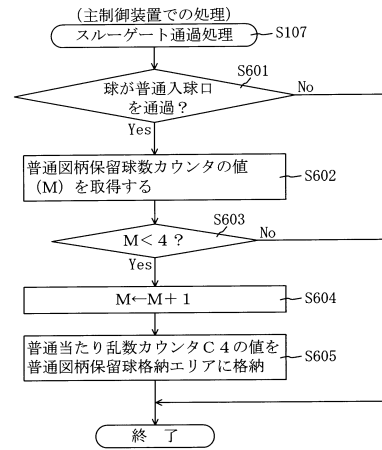 (主制御装置での処理)
スルーゲート通過処理
S107
S601
球が普通入球口
を通過？
No
Yes
普通図柄保留球数カウンタの値
（M）を取得する
S602
S603
M＜4？
No
Yes
M←M＋1
S604
普通当たり乱数カウンタC4の値を
普通図柄保留球格納エリアに格納
S605
終 了